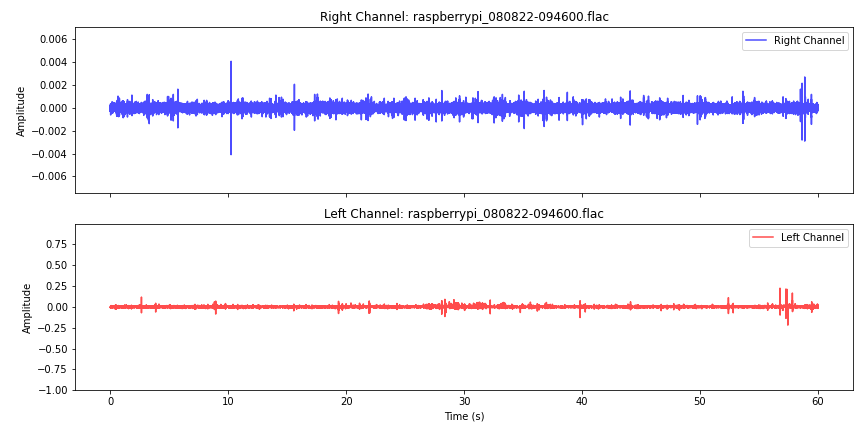 Right Channel: raspberrypi_080822-094600.flac
Right Channel
0.006
0.004
0.002
0.000
−0.002
−0.004
−0.006
Amplitude
Left Channel: raspberrypi_080822-094600.flac
Left Channel
0.75
0.50
0.25
0.00
−0.25
−0.50
−0.75
−1.00
Amplitude
0 10 20 30 40 50 60
Time (s)